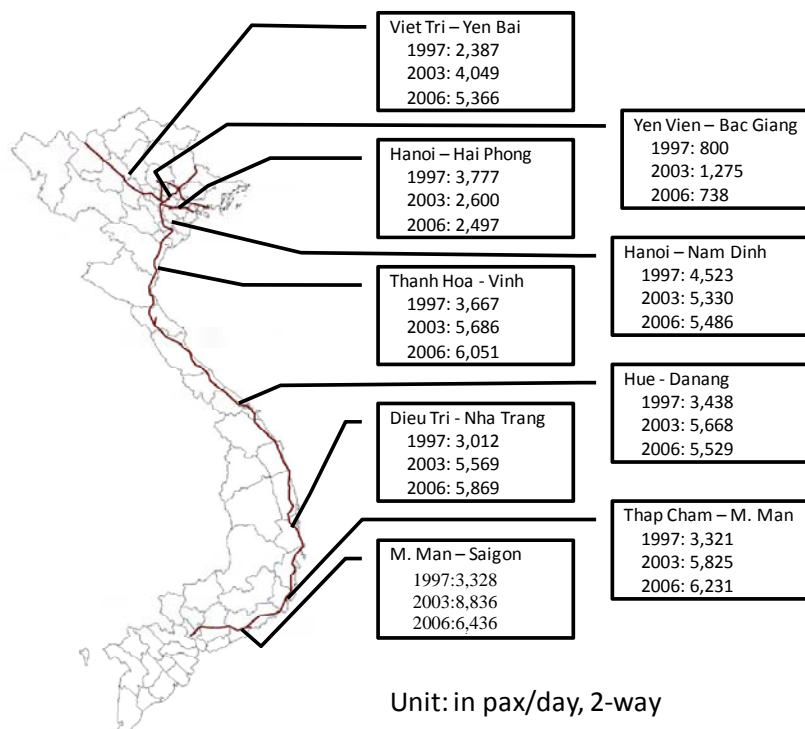 Viet Tri – Yen Bai
1997: 2,387
2003: 4,049
2006: 5,366
Yen Vien – Bac Giang
1997: 800
2003: 1,275
2006: 738
Hanoi – Hai Phong
1997: 3,777
2003: 2,600
2006: 2,497
Hanoi – Nam Dinh
1997: 4,523
2003: 5,330
2006: 5,486
Thanh Hoa - Vinh
1997: 3,667
2003: 5,686
2006: 6,051
Hue - Danang
1997: 3,438
2003: 5,668
2006: 5,529
Dieu Tri - Nha Trang
1997: 3,012
2003: 5,569
2006: 5,869
Thap Cham – M. Man
1997: 3,321
2003: 5,825
2006: 6,231
M. Man – Saigon
1997:3,328
2003:8,836
2006:6,436
Unit: in pax/day, 2-way